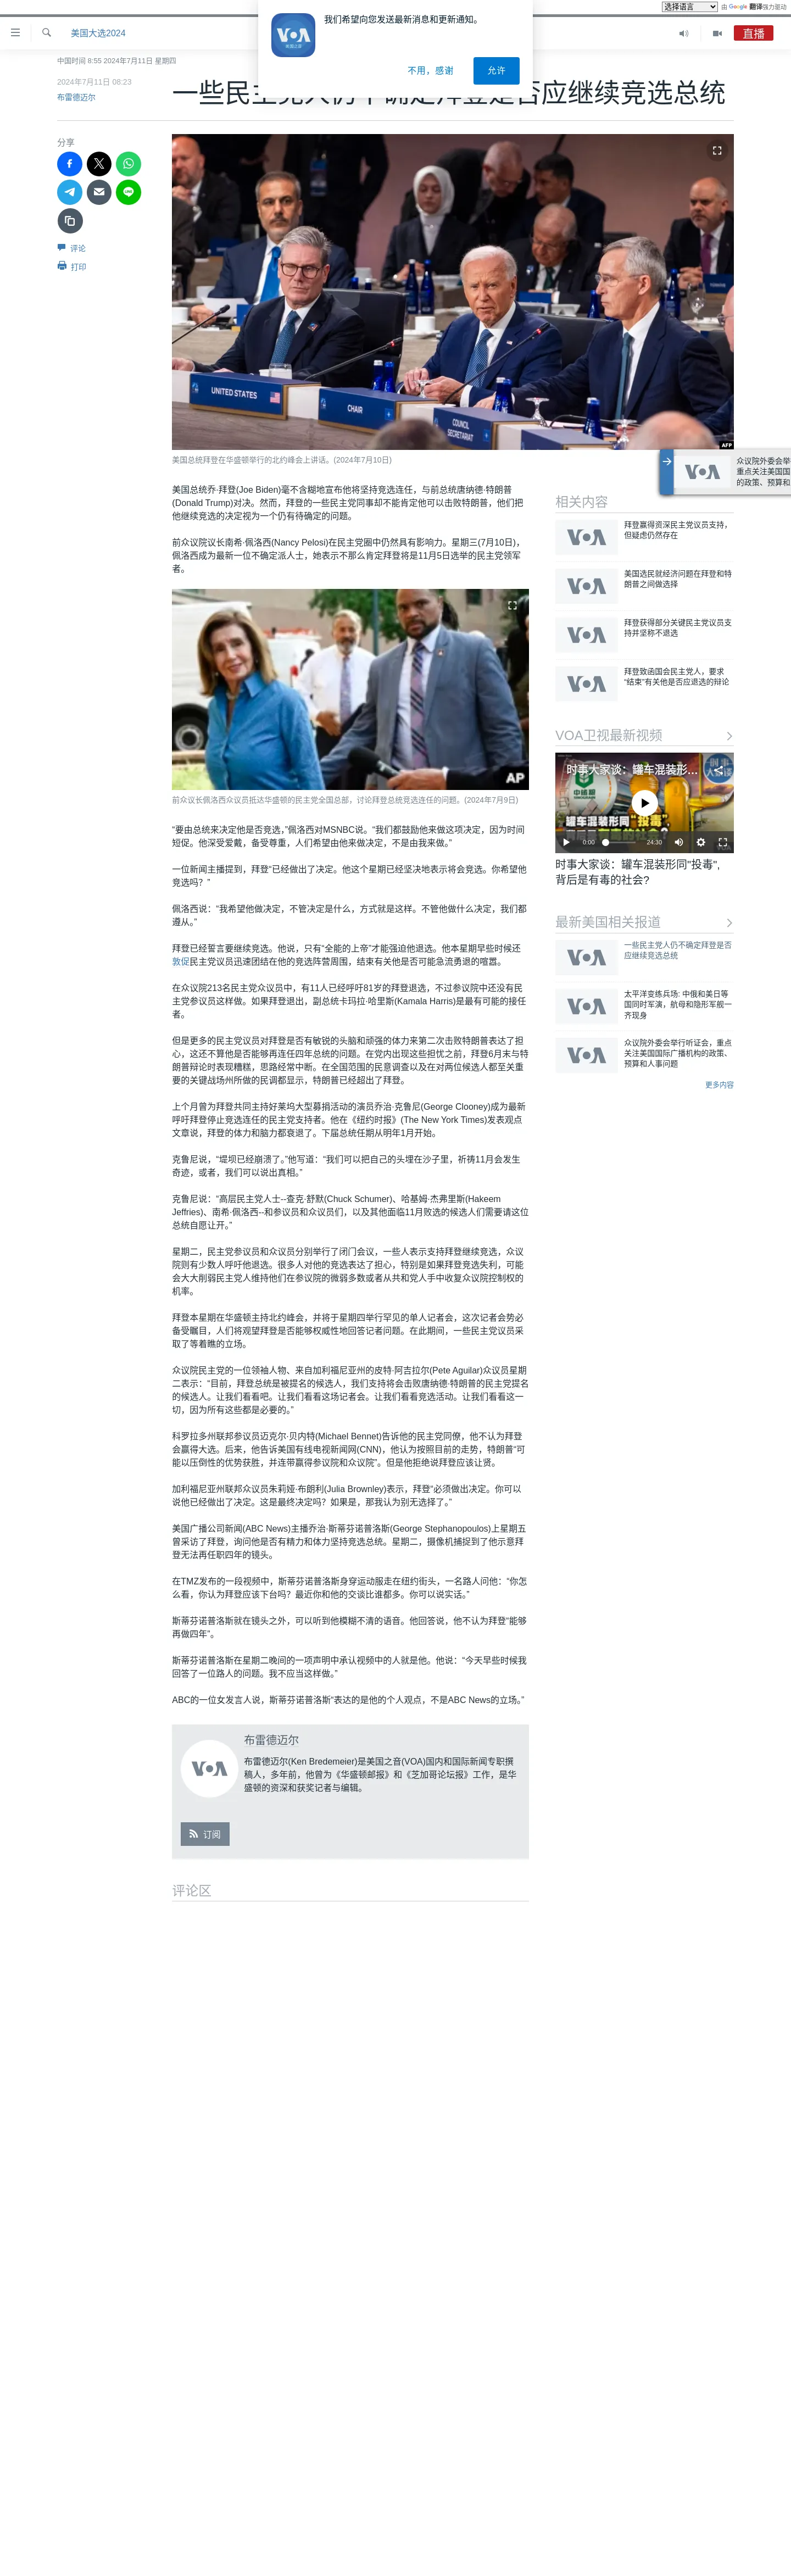 选择语言
由 Google 翻译强力驱动
我们希望向您发送最新消息和更新通知。
VOA
美国之音
不用，感谢
允许
美国大选2024
直播
中国时间 8:55 2024年7月11日 星期四
2024年7月11日 08:23
布雷德迈尔
一些民主党人仍不确定拜登是否应继续竞选总统
分享
评论
打印
UNITED STATES
CHAIR
COUNCIL SECRETARIAT
AFP
美国总统拜登在华盛顿举行的北约峰会上讲话。(2024年7月10日)
美国总统乔·拜登(Joe Biden)毫不含糊地宣布他将坚持竞选连任，与前总统唐纳德·特朗普
(Donald Trump)对决。然而，拜登的一些民主党同事却不能肯定他可以击败特朗普，他们把
他继续竞选的决定视为一个仍有待确定的问题。
前众议院议长南希·佩洛西(Nancy Pelosi)在民主党圈中仍然具有影响力。星期三(7月10日)，
佩洛西成为最新一位不确定派人士，她表示不那么肯定拜登将是11月5日选举的民主党领军
者。
AP
前众议长佩洛西众议员抵达华盛顿的民主党全国总部，讨论拜登总统竞选连任的问题。(2024年7月9日)
“要由总统来决定他是否竞选，”佩洛西对MSNBC说。“我们都鼓励他来做这项决定，因为时间
短促。他深受爱戴，备受尊重，人们希望由他来做决定，不是由我来做。”
一位新闻主播提到，拜登“已经做出了决定。他这个星期已经坚决地表示将会竞选。你希望他
竞选吗？”
佩洛西说：“我希望他做决定，不管决定是什么，方式就是这样。不管他做什么决定，我们都
遵从。”
拜登已经誓言要继续竞选。他说，只有“全能的上帝”才能强迫他退选。他本星期早些时候还
敦促民主党议员迅速团结在他的竞选阵营周围，结束有关他是否可能急流勇退的喧嚣。
在众议院213名民主党众议员中，有11人已经呼吁81岁的拜登退选，不过参议院中还没有民
主党参议员这样做。如果拜登退出，副总统卡玛拉·哈里斯(Kamala Harris)是最有可能的接任
者。
但是更多的民主党议员对拜登是否有敏锐的头脑和顽强的体力来第二次击败特朗普表达了担
心，这还不算他是否能够再连任四年总统的问题。在党内出现这些担忧之前，拜登6月末与特
朗普辩论时表现糟糕，思路经常中断。在全国范围的民意调查以及在对两位候选人都至关重
要的关键战场州所做的民调都显示，特朗普已经超出了拜登。
上个月曾为拜登共同主持好莱坞大型募捐活动的演员乔治·克鲁尼(George Clooney)成为最新
呼吁拜登停止竞选连任的民主党支持者。他在《纽约时报》(The New York Times)发表观点
文章说，拜登的体力和脑力都衰退了。下届总统任期从明年1月开始。
克鲁尼说，“堤坝已经崩溃了。”他写道：“我们可以把自己的头埋在沙子里，祈祷11月会发生
奇迹，或者，我们可以说出真相。”
克鲁尼说：“高层民主党人士--查克·舒默(Chuck Schumer)、哈基姆·杰弗里斯(Hakeem
Jeffries)、南希·佩洛西--和参议员和众议员们，以及其他面临11月败选的候选人们需要请这位
总统自愿让开。”
星期二，民主党参议员和众议员分别举行了闭门会议，一些人表示支持拜登继续竞选，众议
院则有少数人呼吁他退选。很多人对他的竞选表达了担心，特别是如果拜登竞选失利，可能
会大大削弱民主党人维持他们在参议院的微弱多数或者从共和党人手中收复众议院控制权的
机率。
拜登本星期在华盛顿主持北约峰会，并将于星期四举行罕见的单人记者会，这次记者会势必
备受瞩目，人们将观望拜登是否能够权威性地回答记者问题。在此期间，一些民主党议员采
取了等着瞧的立场。
众议院民主党的一位领袖人物、来自加利福尼亚州的皮特·阿吉拉尔(Pete Aguilar)众议员星期
二表示：“目前，拜登总统是被提名的候选人，我们支持将会击败唐纳德·特朗普的民主党提名
的候选人。让我们看看吧。让我们看看这场记者会。让我们看看竞选活动。让我们看看这一
切，因为所有这些都是必要的。”
科罗拉多州联邦参议员迈克尔·贝内特(Michael Bennet)告诉他的民主党同僚，他不认为拜登
会赢得大选。后来，他告诉美国有线电视新闻网(CNN)，他认为按照目前的走势，特朗普“可
能以压倒性的优势获胜，并连带赢得参议院和众议院”。但是他拒绝说拜登应该让贤。
加利福尼亚州联邦众议员朱莉娅·布朗利(Julia Brownley)表示，拜登“必须做出决定。你可以
说他已经做出了决定。这是最终决定吗？如果是，那我认为别无选择了。”
美国广播公司新闻(ABC News)主播乔治·斯蒂芬诺普洛斯(George Stephanopoulos)上星期五
曾采访了拜登，询问他是否有精力和体力坚持竞选总统。星期二，摄像机捕捉到了他示意拜
登无法再任职四年的镜头。
在TMZ发布的一段视频中，斯蒂芬诺普洛斯身穿运动服走在纽约街头，一名路人问他：“你怎
么看，你认为拜登应该下台吗？最近你和他的交谈比谁都多。你可以说实话。”
斯蒂芬诺普洛斯就在镜头之外，可以听到他模糊不清的语音。他回答说，他不认为拜登“能够
再做四年”。
斯蒂芬诺普洛斯在星期二晚间的一项声明中承认视频中的人就是他。他说：“今天早些时候我
回答了一位路人的问题。我不应当这样做。”
ABC的一位女发言人说，斯蒂芬诺普洛斯“表达的是他的个人观点，不是ABC News的立场。”
VOA
布雷德迈尔
布雷德迈尔(Ken Bredemeier)是美国之音(VOA)国内和国际新闻专职撰
稿人，多年前，他曾为《华盛顿邮报》和《芝加哥论坛报》工作，是华
盛顿的资深和获奖记者与编辑。
订阅
评论区
VOA
众议院外委会举
重点关注美国国
的政策、预算和
相关内容
VOA
拜登赢得资深民主党议员支持，
但疑虑仍然存在
VOA
美国选民就经济问题在拜登和特
朗普之间做选择
VOA
拜登获得部分关键民主党议员支
持并坚称不退选
VOA
拜登致函国会民主党人，要求
“结束”有关他是否应退选的辩论
VOA卫视最新视频
时事大家谈：罐车混装形…
罐车混装形同“投毒”
0:00
24:30
时事大家谈：罐车混装形同"投毒",
背后是有毒的社会?
最新美国相关报道
VOA
一些民主党人仍不确定拜登是否
应继续竞选总统
VOA
太平洋变练兵场: 中俄和美日等
国同时军演，航母和隐形军舰一
齐现身
VOA
众议院外委会举行听证会，重点
关注美国国际广播机构的政策、
预算和人事问题
更多内容